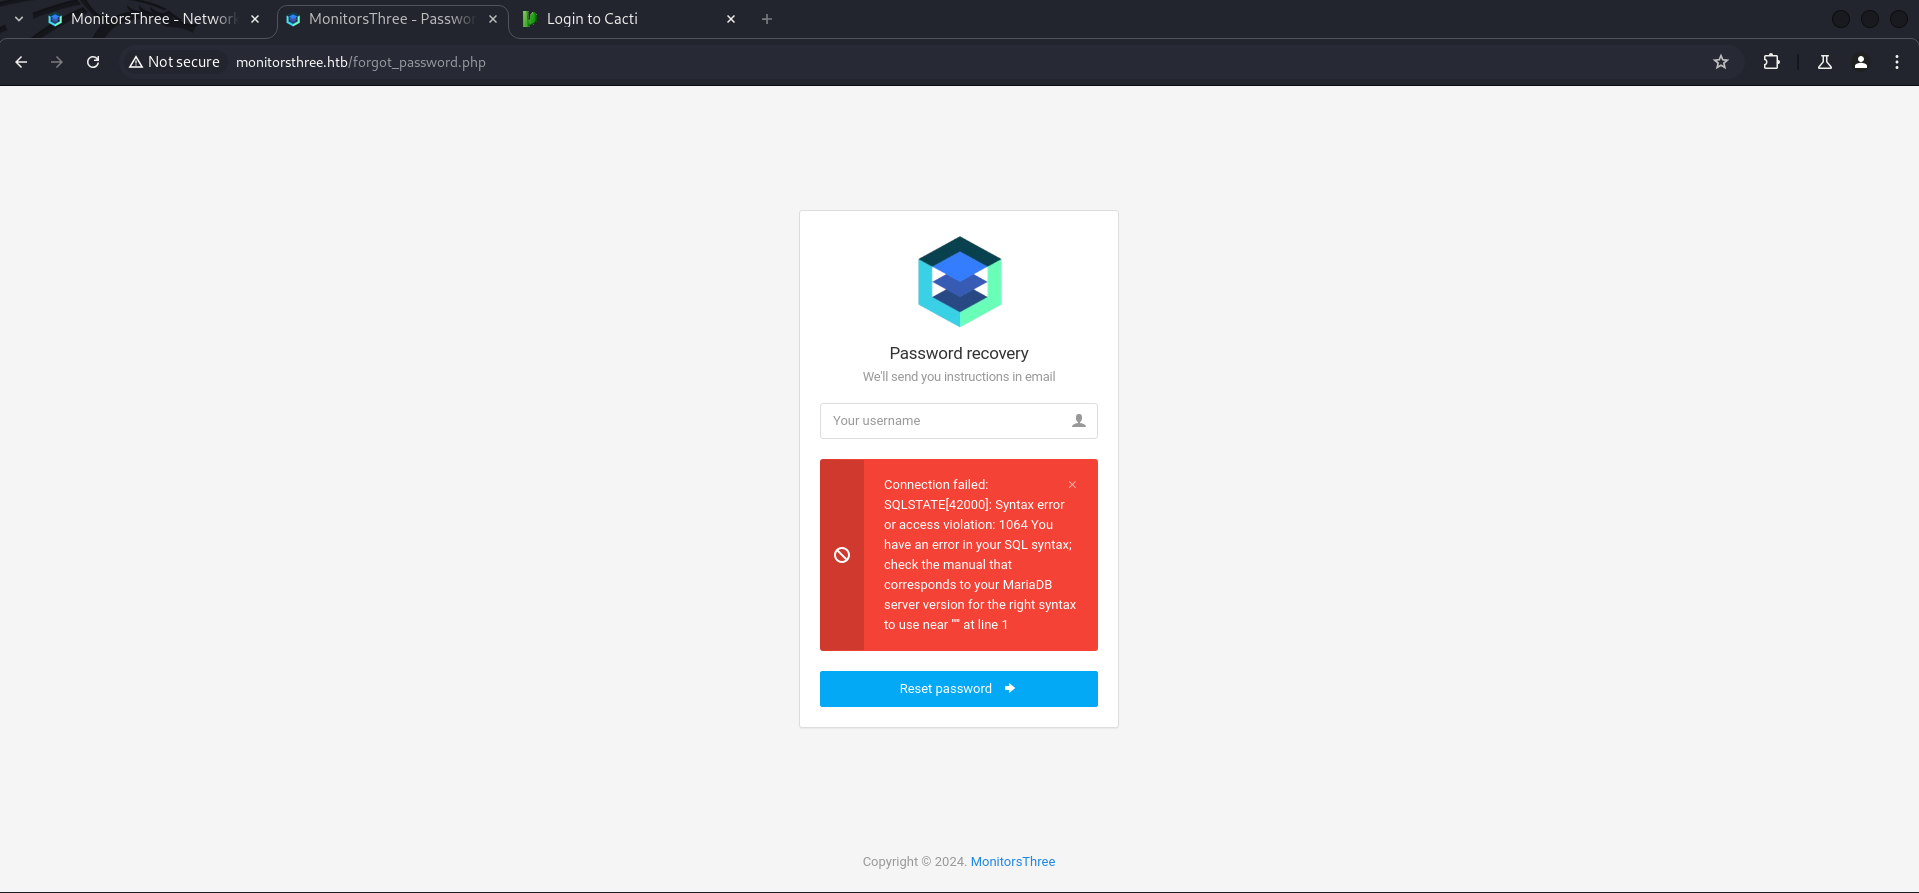 MonitorsThree - Network
MonitorsThree - Passwor
Login to Cacti
Not secure
monitorsthree.htb/forgot_password.php
Password recovery
We'll send you instructions in email
Your username
Connection failed:
SQLSTATE[42000]: Syntax error
or access violation: 1064 You
have an error in your SQL syntax;
check the manual that
corresponds to your MariaDB
server version for the right syntax
to use near ''' at line 1
Reset password
Copyright © 2024. MonitorsThree